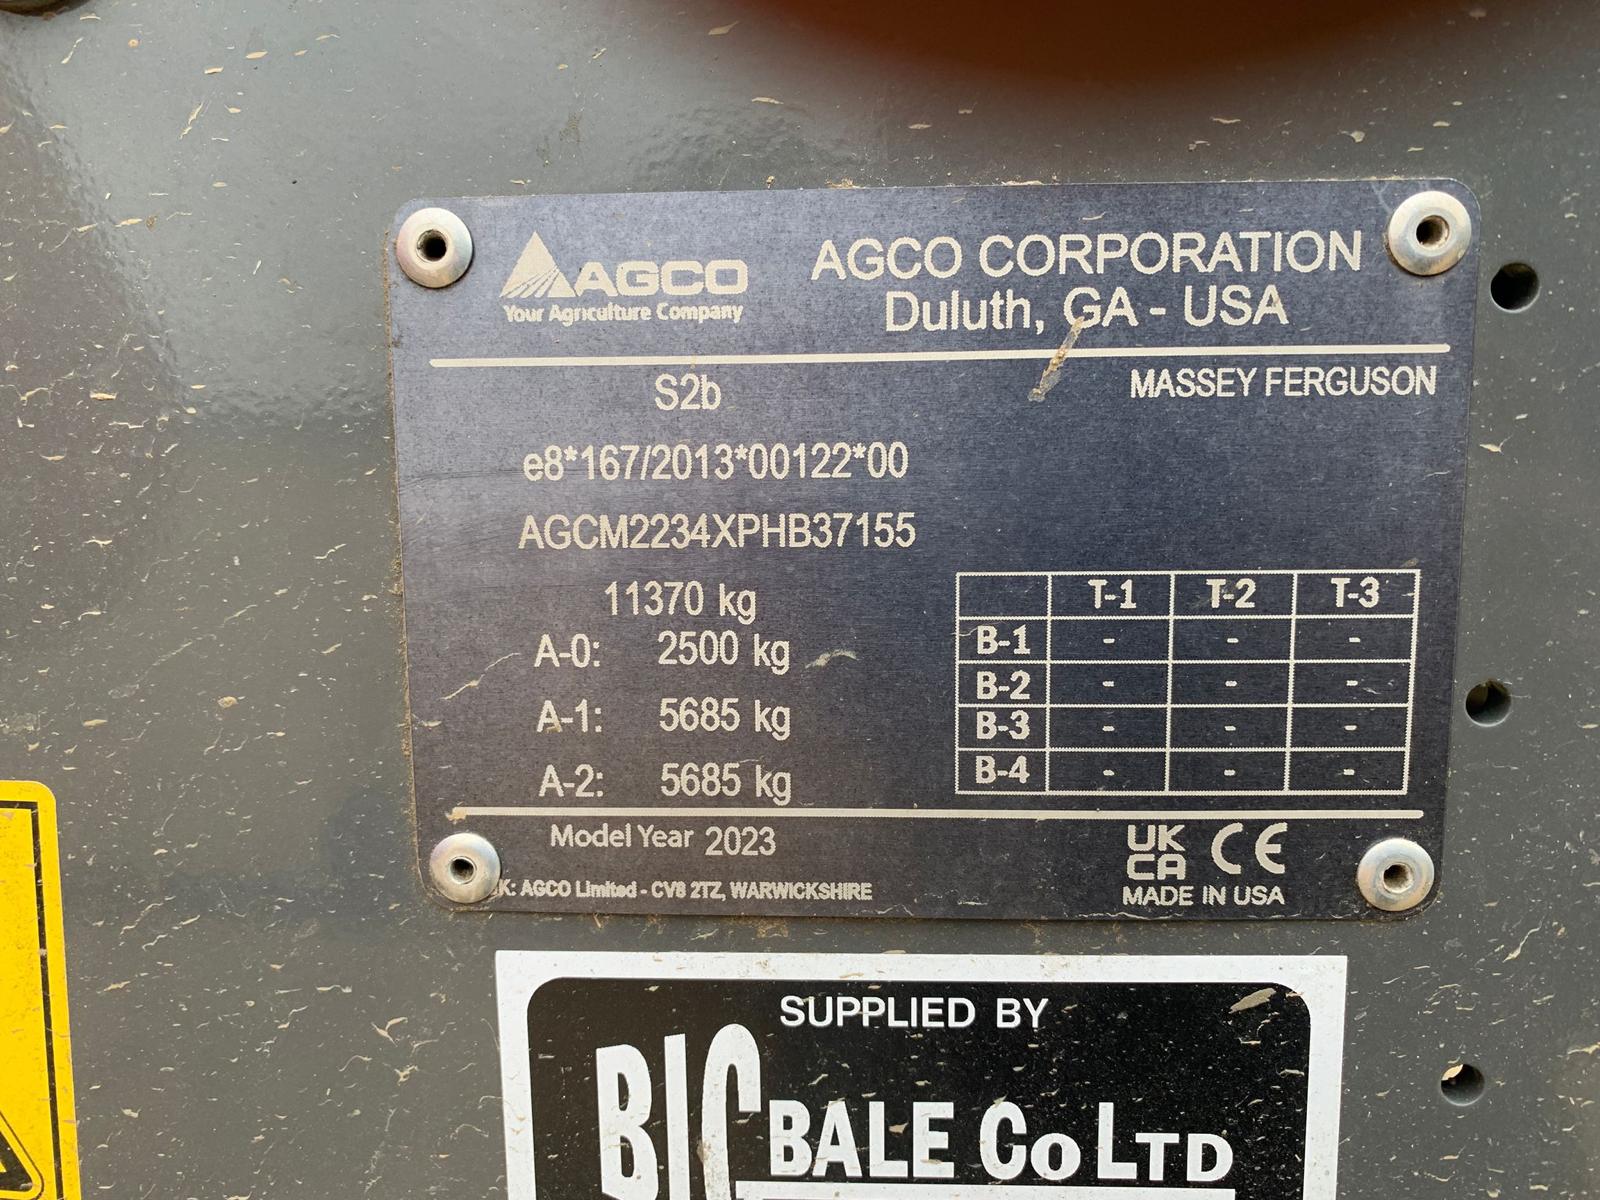 AGCO
Your Agriculture Company
AGCO CORPORATION
Duluth, GA - USA
S2b
MASSEY FERGUSON
e8*167/2013*00122*00
AGCM2234XPHB37155
11370 kg
A-0: 2500 kg
A-1: 5685 kg
A-2: 5685 kg
T-1 T-2 T-3
B-1 - - -
B-2 - - -
B-3 - - -
B-4 - - -
Model Year 2023
UK CA CE
K: AGCO Limited - CV8 2TZ, WARWICKSHIRE
MADE IN USA
SUPPLIED BY
BIG BALE Co LTD